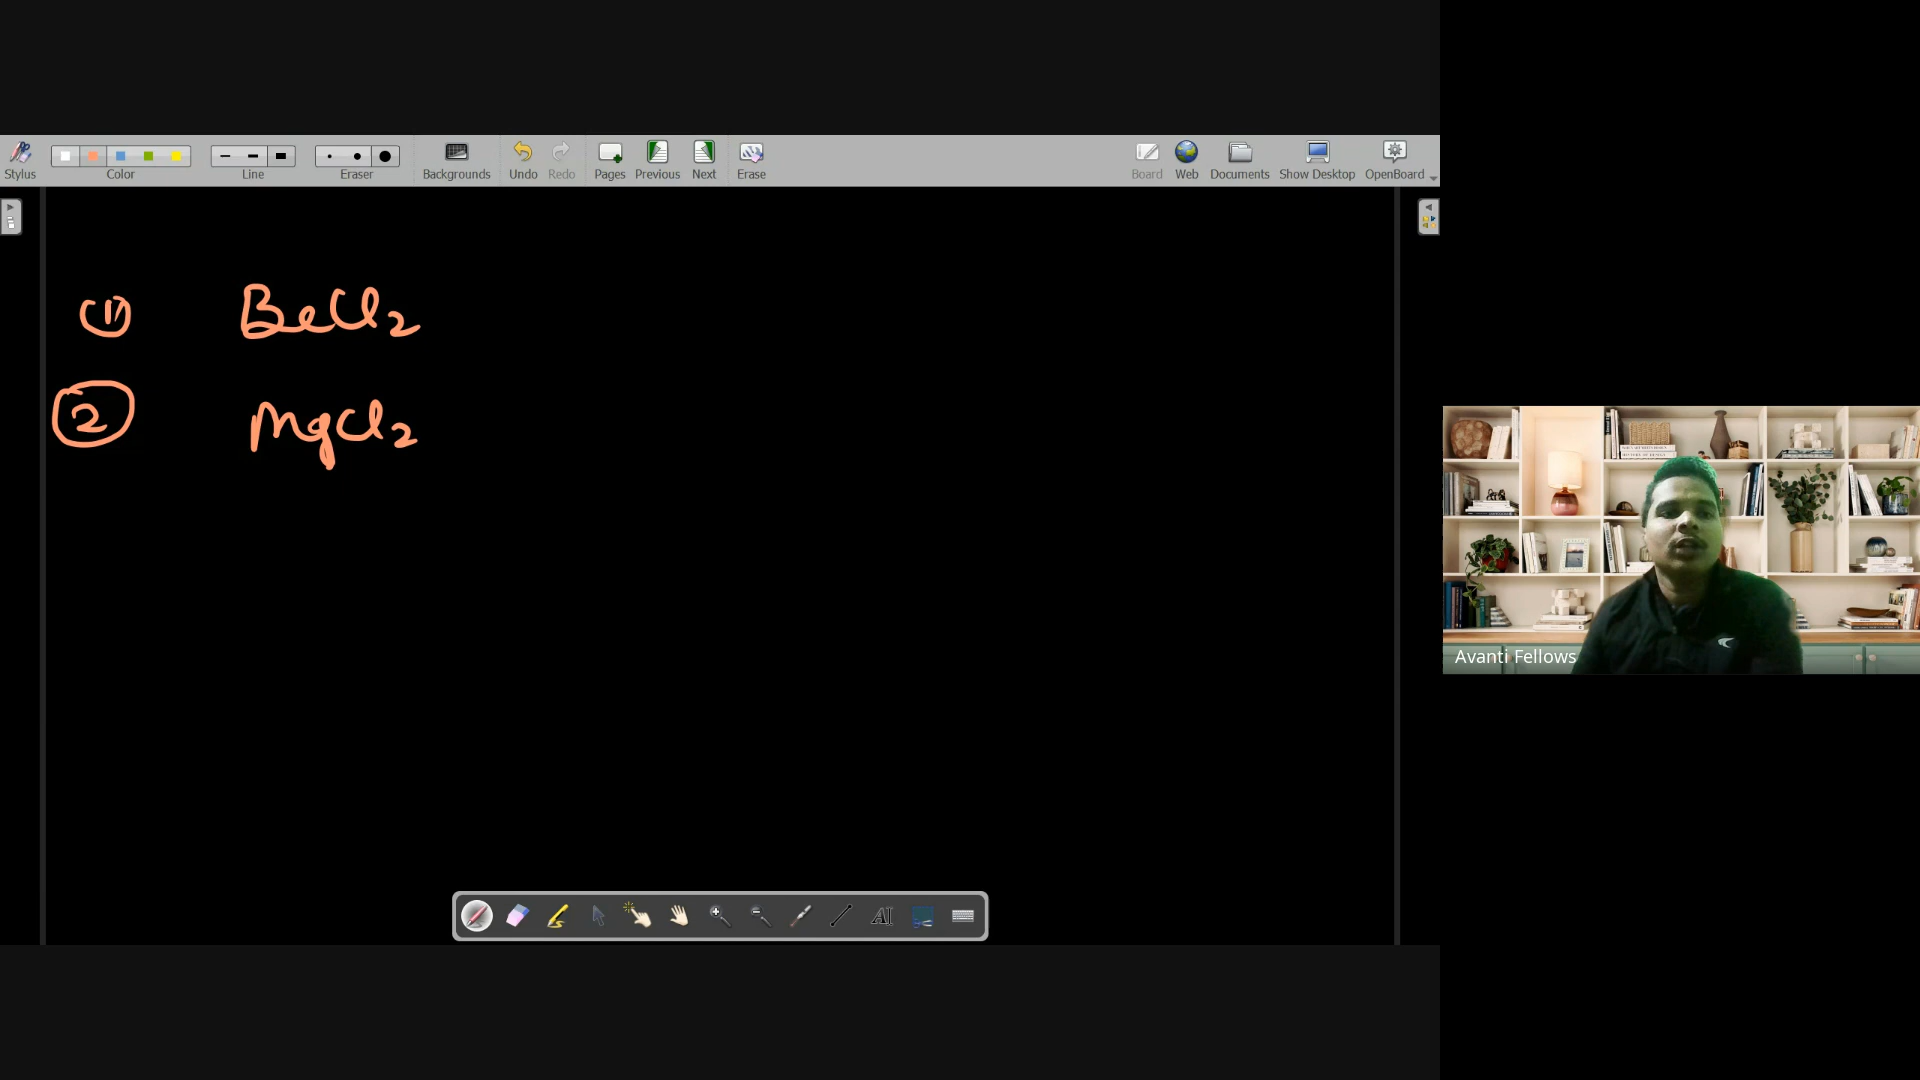 Stylus
Color
Line
Eraser
Backgrounds
Undo
Redo
Pages
Previous
Next
Erase
Board
Web
Documents
Show Desktop
OpenBoard
① BeCl₂
② MgCl₂
Avanti Fellows
AI